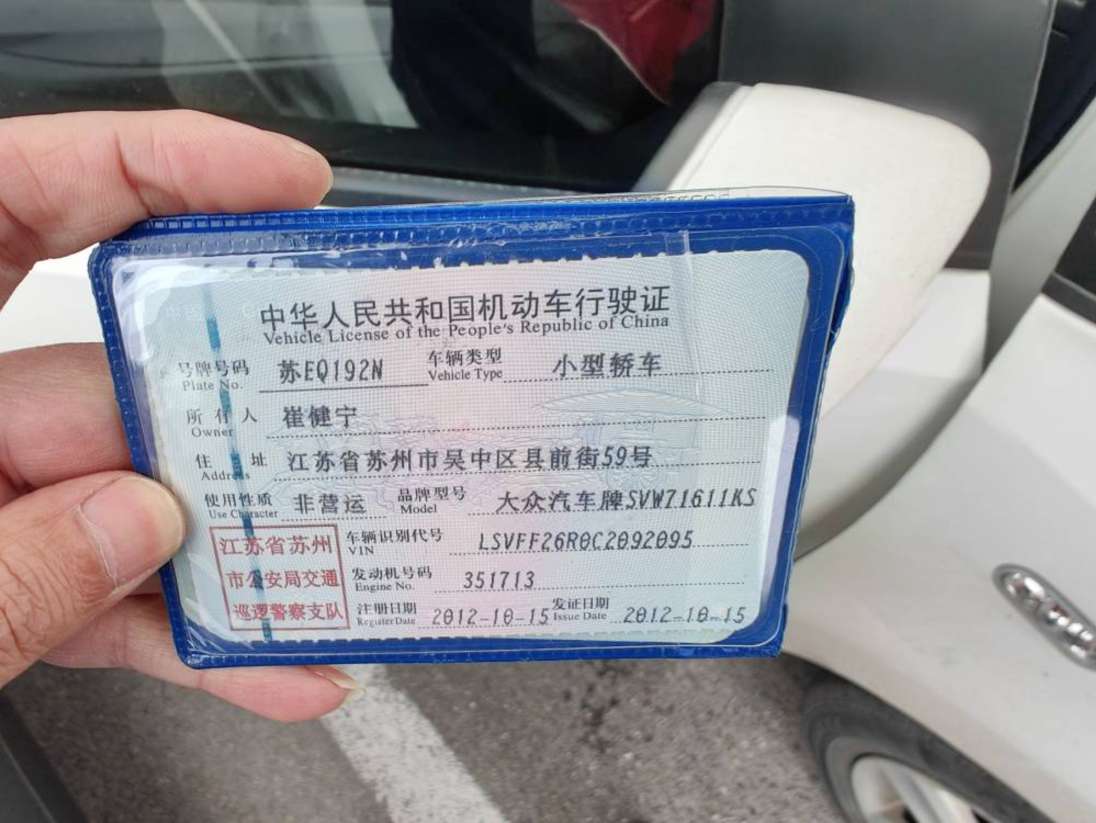 中华人民共和国机动车行驶证
Vehicle License of the People's Republic of China
号牌号码 苏EQ192N 车辆类型 小型轿车
Plate No. Vehicle Type
所有人 崔健宁
Owner
住址 江苏省苏州市吴中区县前街59号
Address
使用性质 非营运 品牌型号 大众汽车牌SVW71611KS
Use Character Model
江苏省苏州 车辆识别代号 LSVFF26R0C2092095
VIN
市公安局交通 发动机号码 351713
Engine No.
巡逻警察支队 注册日期 2012-10-15 发证日期 2012-10-15
Register Date Issue Date